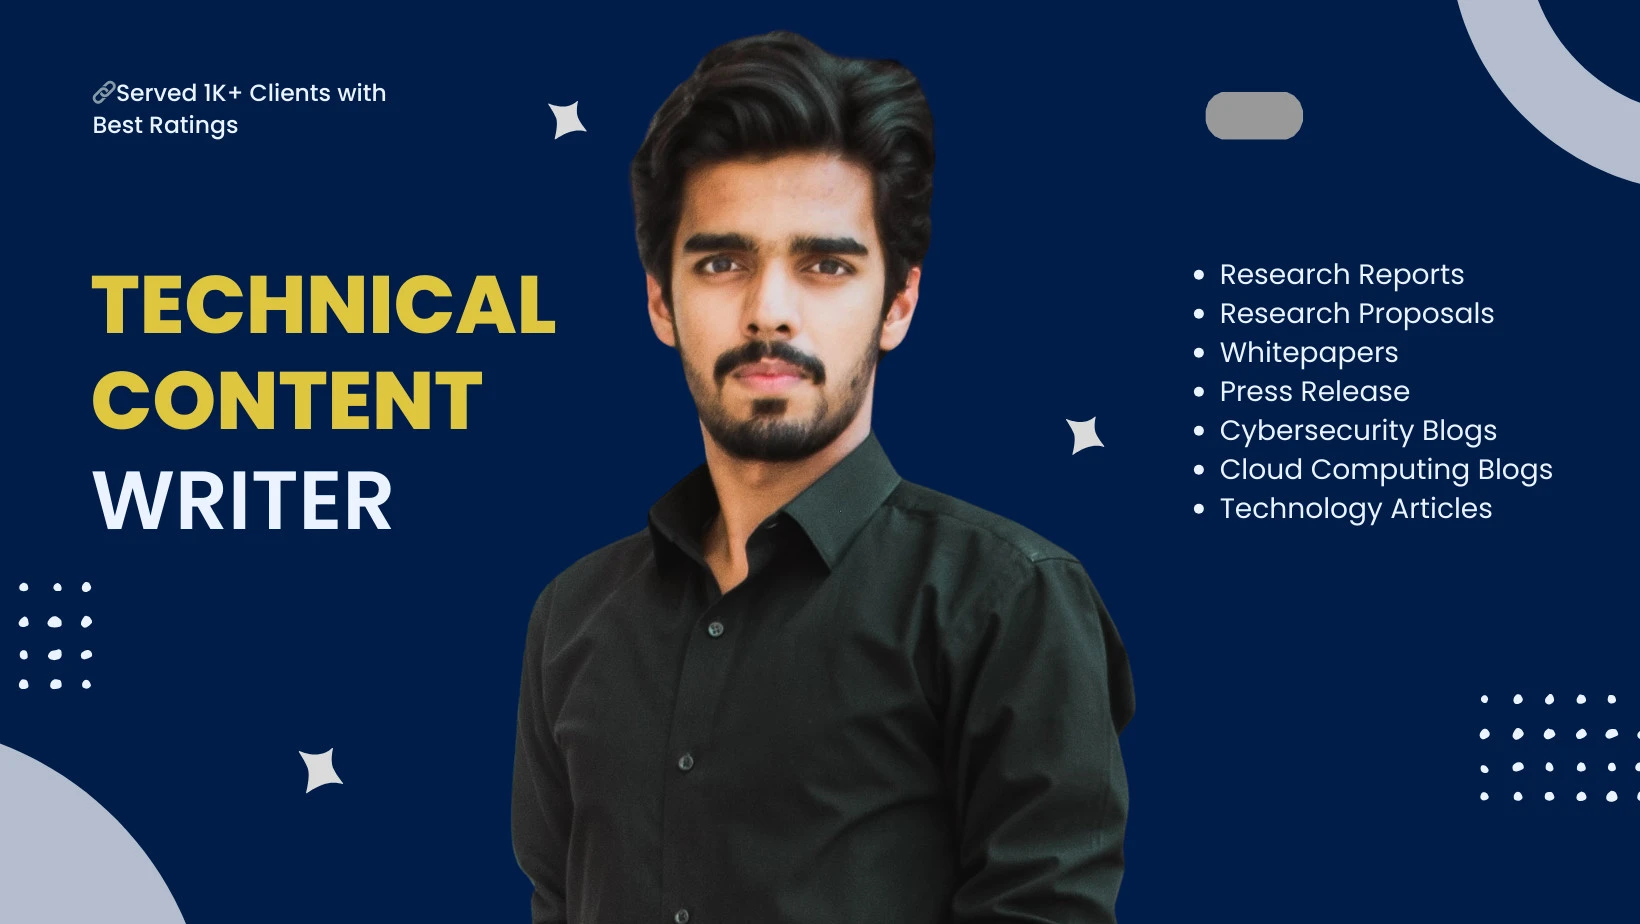 🔗Served 1K+ Clients with
Best Ratings
TECHNICAL
CONTENT
WRITER
• Research Reports
• Research Proposals
• Whitepapers
• Press Release
• Cybersecurity Blogs
• Cloud Computing Blogs
• Technology Articles